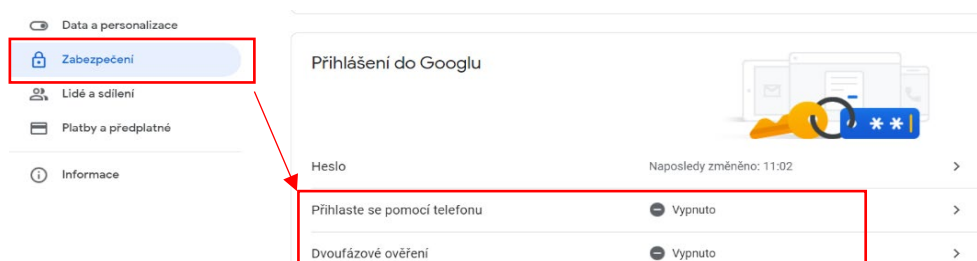 Data a personalizace
Zabezpečení
Lidé a sdílení
Platby a předplatné
Informace
Přihlášení do Googlu
**
Heslo Naposledy změněno: 11:02
Přihlaste se pomocí telefonu Vypnuto
Dvoufázové ověření Vypnuto